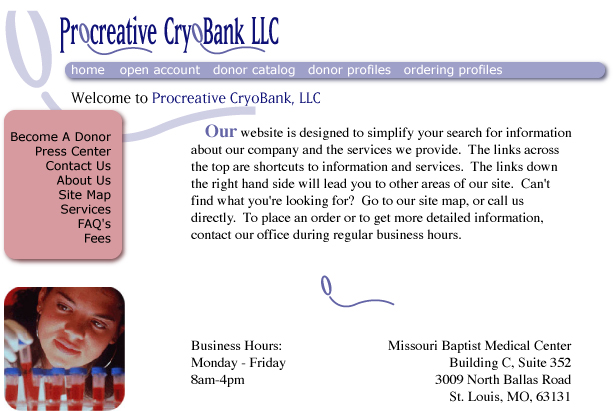 Procreative CryoBank LLC
home open account donor catalog donor profiles ordering profiles
Welcome to Procreative CryoBank, LLC
Become A Donor
Press Center
Contact Us
About Us
Site Map
Services
FAQ's
Fees
Our website is designed to simplify your search for information
about our company and the services we provide. The links across
the top are shortcuts to information and services. The links down
the right hand side will lead you to other areas of our site. Can't
find what you're looking for? Go to our site map, or call us
directly. To place an order or to get more detailed information,
contact our office during regular business hours.
Business Hours:
Monday - Friday
8am-4pm
Missouri Baptist Medical Center
Building C, Suite 352
3009 North Ballas Road
St. Louis, MO, 63131